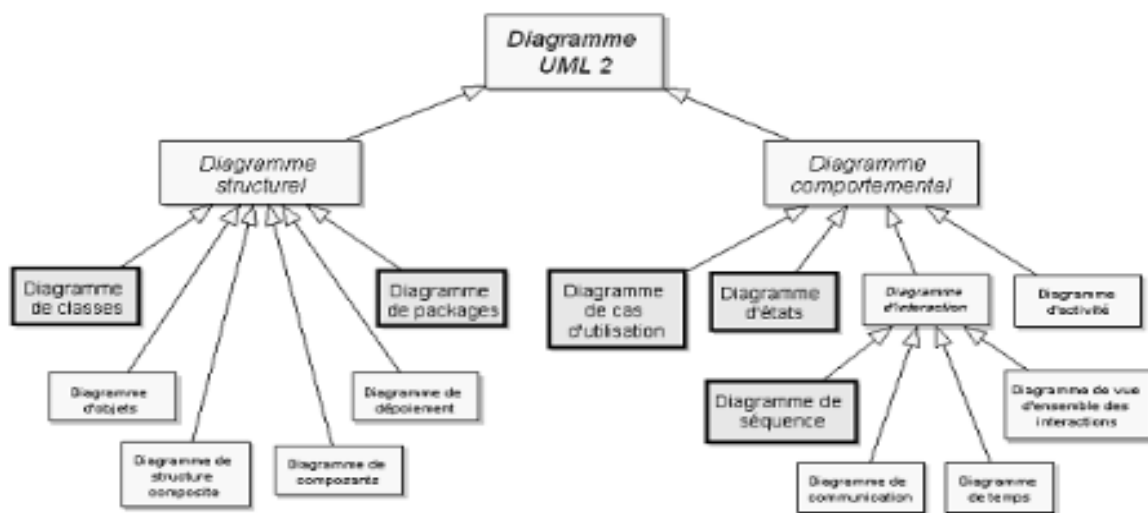 Diagramme
UML 2
Diagramme
structurel
Diagramme
comportemental
Diagramme
de classes
Diagramme
de packages
Diagramme
de cas
d'utilisation
Diagramme
d'états
Diagramme
d'interaction
Diagramme
d'activité
Diagramme
d'objets
Diagramme de
dépoiement
Diagramme de
séquence
Diagramme de vue
d'ensemble des
interactions
Diagramme de
structure
composite
Diagramme de
composants
Diagramme de
communication
Diagramme
de temps